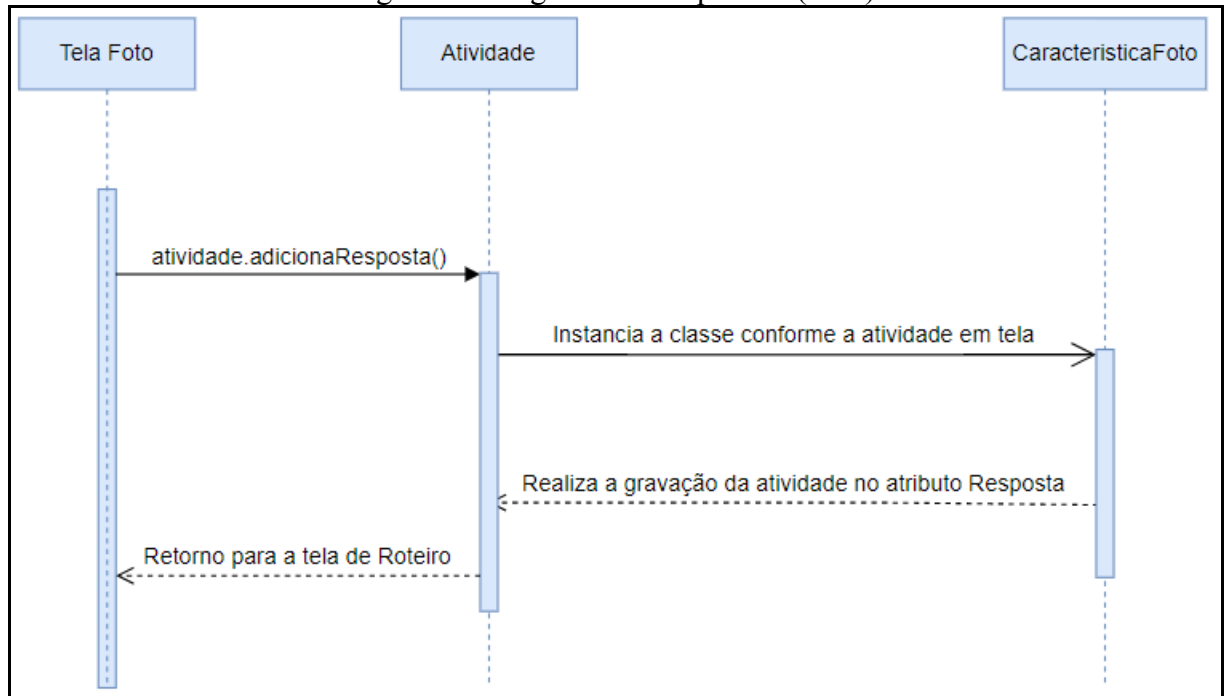 Tela Foto
Atividade
CaracteristicaFoto
atividade.adicionaResposta()
Instancia a classe conforme a atividade em tela
Realiza a gravação da atividade no atributo Resposta
Retorno para a tela de Roteiro